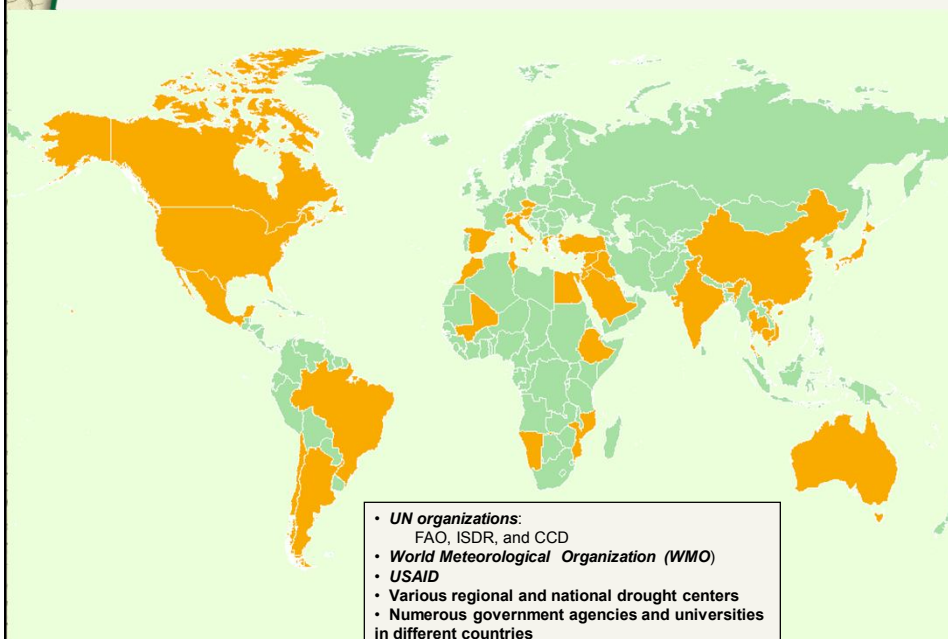 • UN organizations:
FAO, ISDR, and CCD
• World Meteorological Organization (WMO)
• USAID
• Various regional and national drought centers
• Numerous government agencies and universities
in different countries